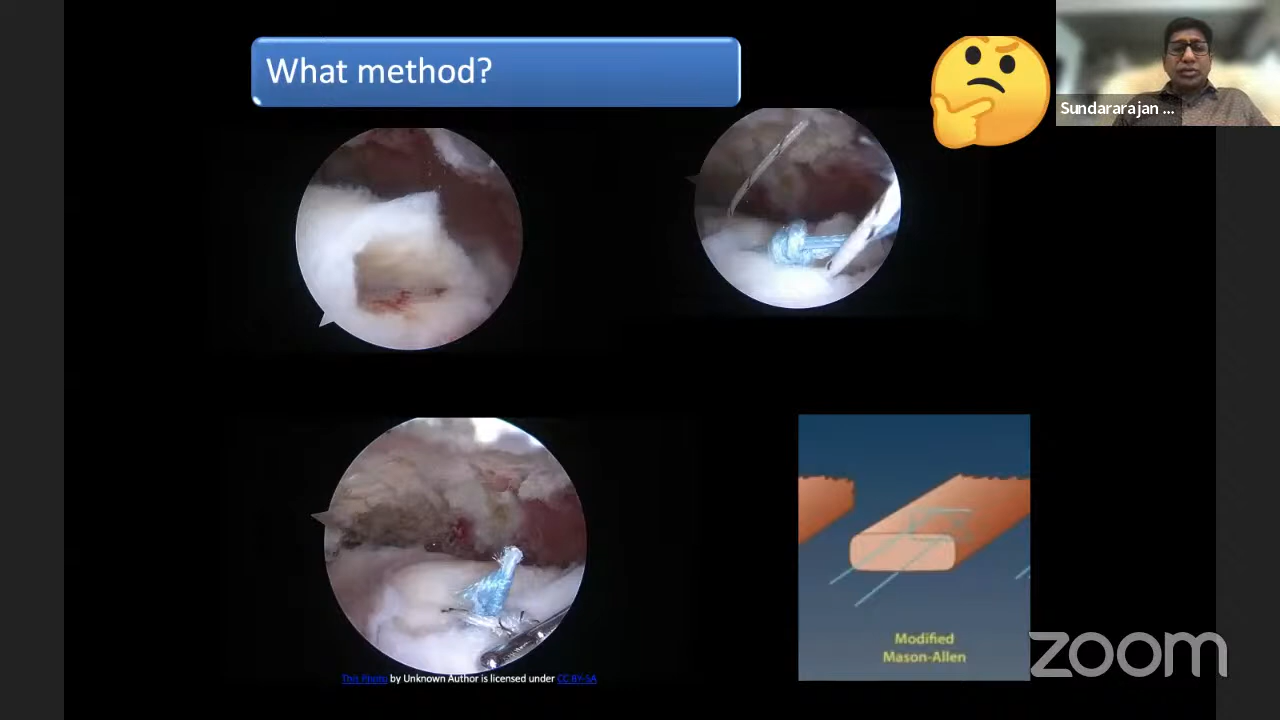 What method?
Sundararajan ...
This Photo by Unknown Author is licensed under CC BY-SA
Modified
Mason-Allen
zoom